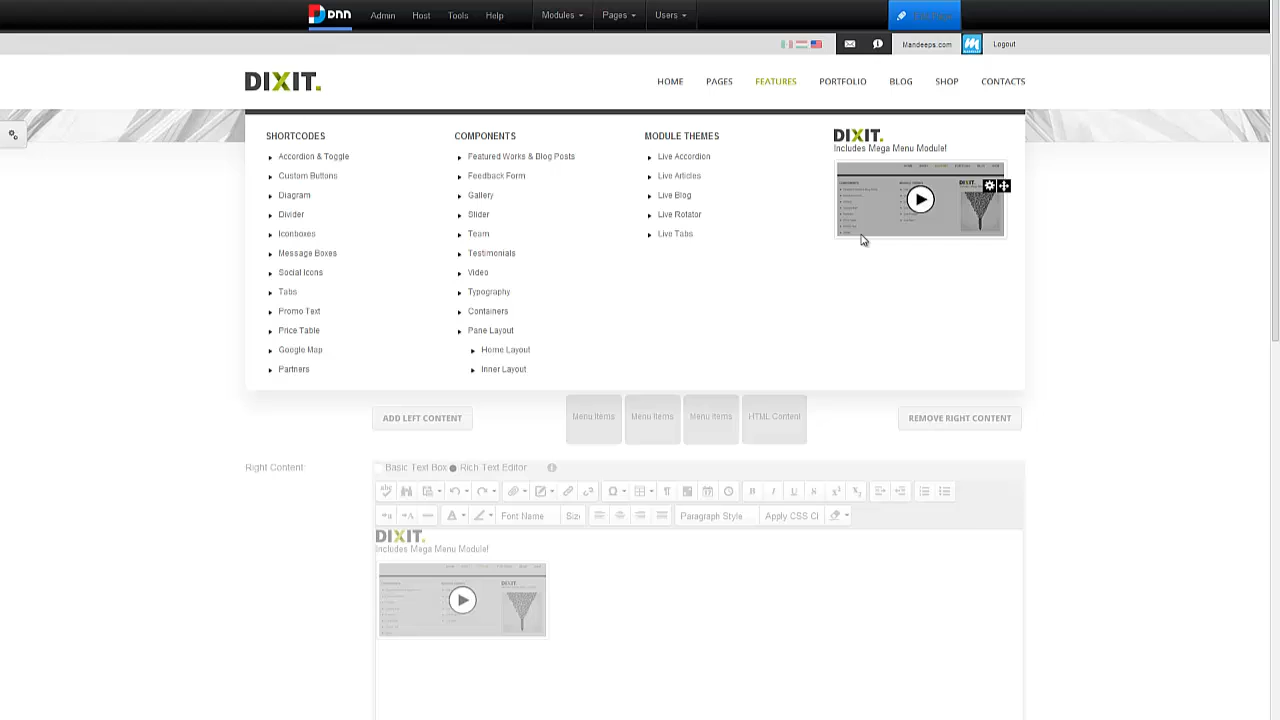 DNN Admin Host Tools Help Modules Pages Users
Mandeeps.com Logout
DIXIT. HOME PAGES FEATURES PORTFOLIO BLOG SHOP CONTACTS
SHORTCODES
Accordion & Toggle
Custom Buttons
Diagram
Divider
Iconboxes
Message Boxes
Social Icons
Tabs
Promo Text
Price Table
Google Map
Partners
COMPONENTS
Featured Works & Blog Posts
Feedback Form
Gallery
Slider
Team
Testimonials
Video
Typography
Containers
Pane Layout
Home Layout
Inner Layout
MODULE THEMES
Live Accordion
Live Articles
Live Blog
Live Rotator
Live Tabs
DIXIT.
Includes Mega Menu Module!
ADD LEFT CONTENT Menu Items Menu Items Menu Items HTML Content REMOVE RIGHT CONTENT
Right Content: Basic Text Box Rich Text Editor
Font Name Size Paragraph Style Apply CSS Cl
DIXIT.
Includes Mega Menu Module!